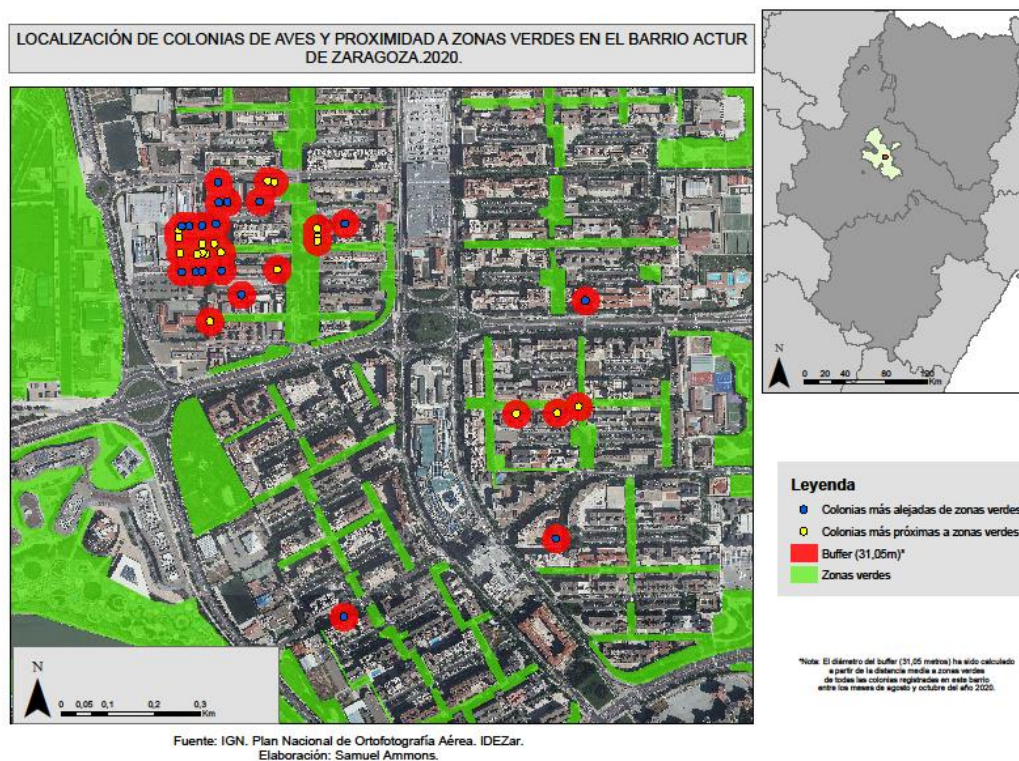 LOCALIZACIÓN DE COLONIAS DE AVES Y PROXIMIDAD A ZONAS VERDES EN EL BARRIO ACTUR
DE ZARAGOZA.2020.
N
0 20 40 80 120
Km
Leyenda
Colonias más alejadas de zonas verdes
Colonias más próximas a zonas verdes
Buffer (31,05m)*
Zonas verdes
*Nota: El diámetro del buffer (31,05 metros) ha sido calculado
a partir de la distancia media a zonas verdes
de todas las colonias registradas en este barrio
entre los meses de agosto y octubre del año 2020.
N
0 0,05 0,1 0,2 0,3
Km
Fuente: IGN. Plan Nacional de Ortofotografía Aérea. IDEZar.
Elaboración: Samuel Ammons.